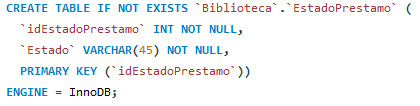 CREATE TABLE IF NOT EXISTS `Biblioteca`.`EstadoPrestamo` (
  `idEstadoPrestamo` INT NOT NULL,
  `Estado` VARCHAR(45) NOT NULL,
  PRIMARY KEY (`idEstadoPrestamo`))
ENGINE = InnoDB;